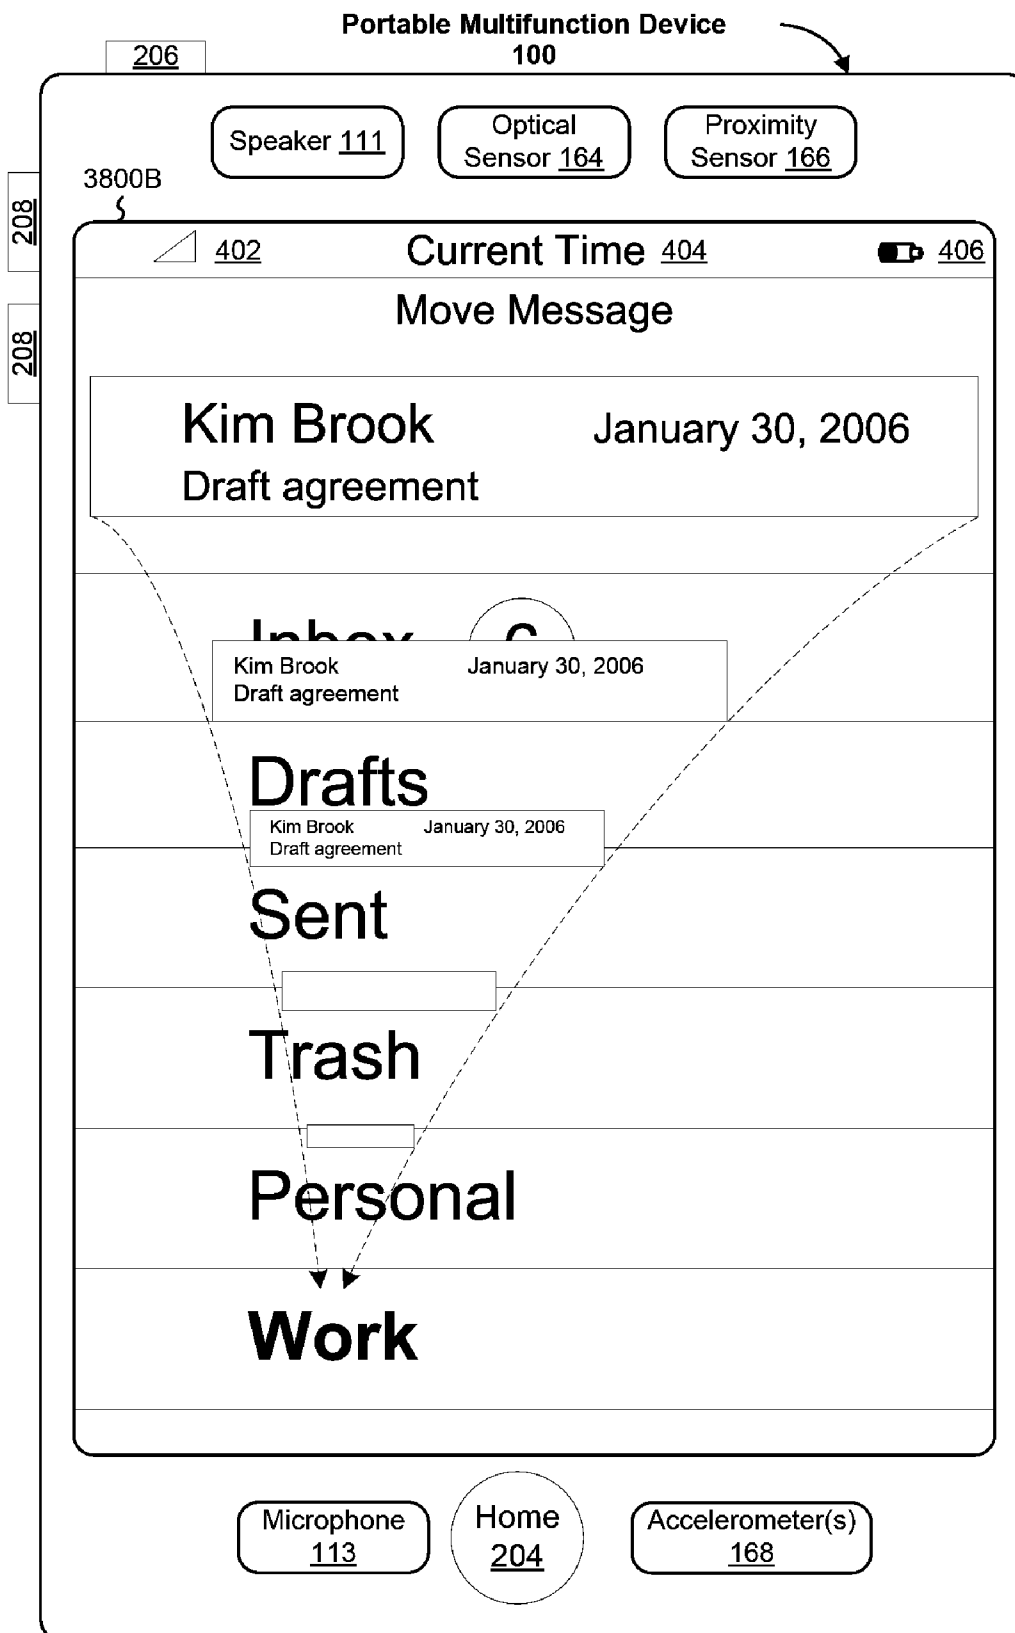 Portable Multifunction Device
100
206
Speaker 111
Optical
Sensor 164
Proximity
Sensor 166
3800B
208
208
402
Current Time 404
406
Move Message
Kim Brook January 30, 2006
Draft agreement
Inbox
Kim Brook January 30, 2006
Draft agreement
Drafts
Kim Brook January 30, 2006
Draft agreement
Sent
Trash
Personal
Work
Microphone
113
Home
204
Accelerometer(s)
168